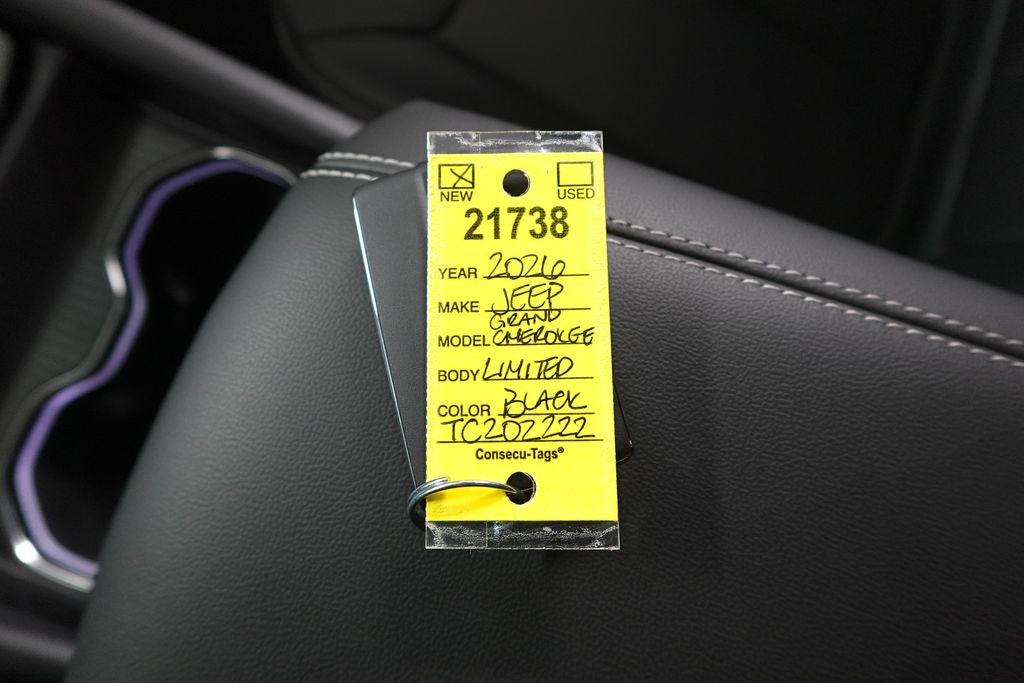 NEW USED
21738
YEAR 2026
MAKE JEEP
GRAND
MODEL CHEROKEE
BODY LIMITED
COLOR BLACK
TC202222
Consecu-Tags®